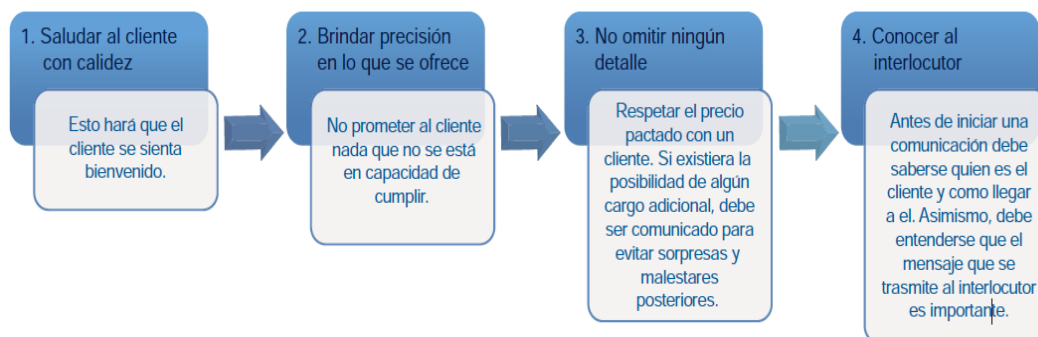 1. Saludar al cliente
con calidez
Esto hará que el
cliente se sienta
bienvenido.
2. Brindar precisión
en lo que se ofrece
No prometer al cliente
nada que no se está
en capacidad de
cumplir.
3. No omitir ningún
detalle
Respetar el precio
pactado con un
cliente. Si existiera la
posibilidad de algún
cargo adicional, debe
ser comunicado para
evitar sorpresas y
malestares
posteriores.
4. Conocer al
interlocutor
Antes de iniciar una
comunicación debe
saberse quien es el
cliente y como llegar
a el. Asimismo, debe
entenderse que el
mensaje que se
trasmite al interlocutor
es importante.